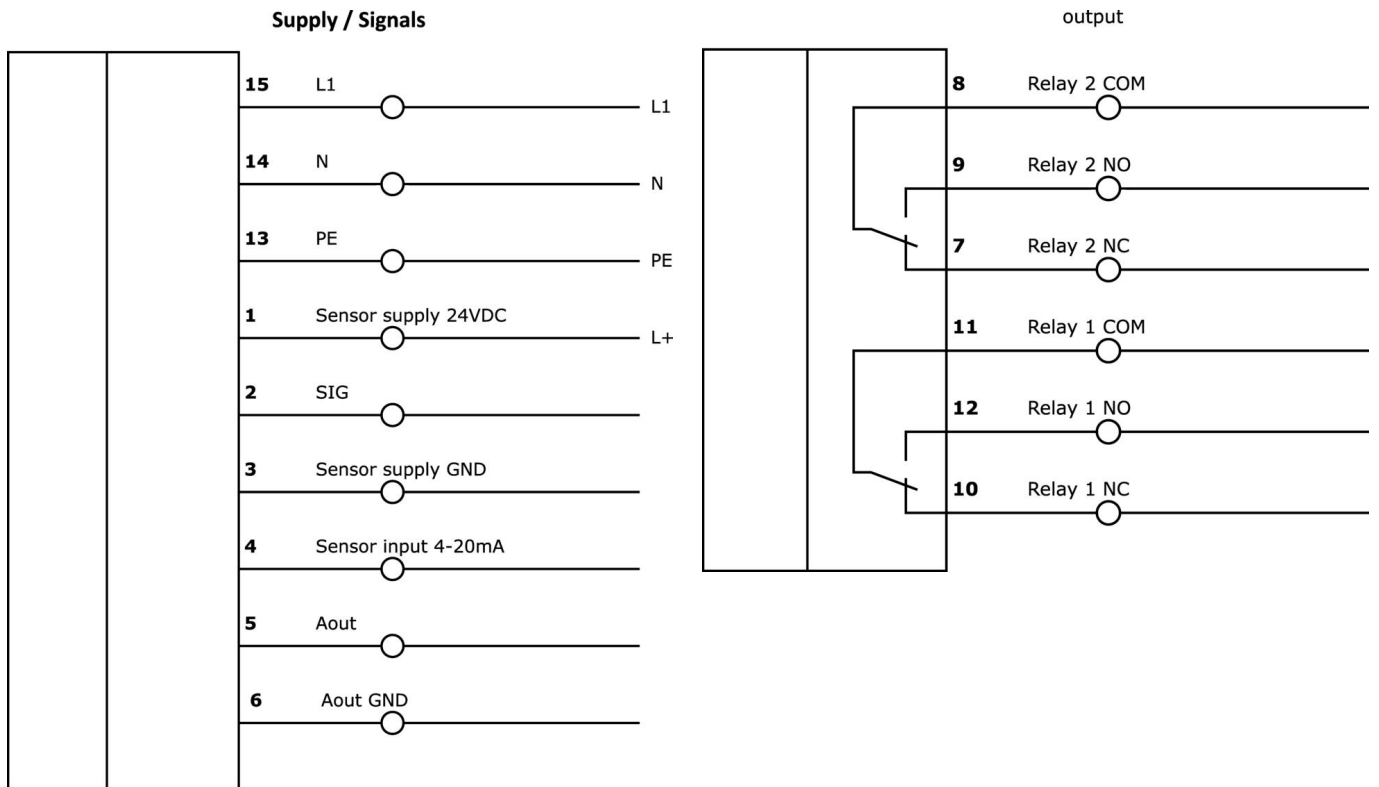 Supply / Signals
15 L1
L1
14 N
N
13 PE
PE
1 Sensor supply 24VDC
L+
2 SIG
3 Sensor supply GND
4 Sensor input 4-20mA
5 Aout
6 Aout GND
output
8 Relay 2 COM
9 Relay 2 NO
7 Relay 2 NC
11 Relay 1 COM
12 Relay 1 NO
10 Relay 1 NC